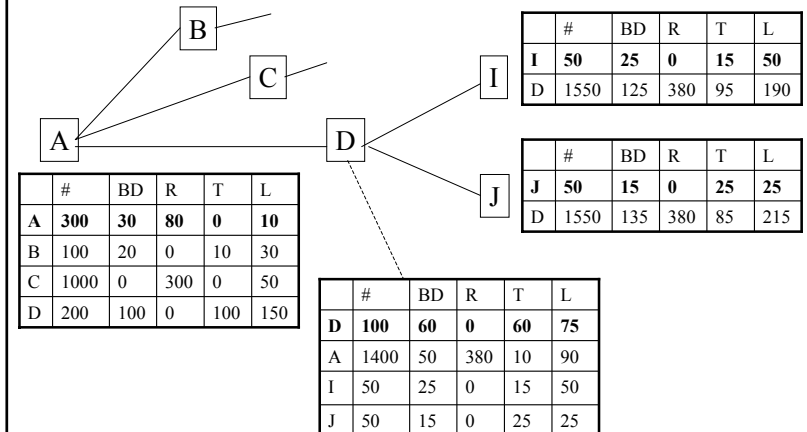 B
C
A
D
I
J
# BD R T L
I 50 25 0 15 50
D 1550 125 380 95 190
# BD R T L
J 50 15 0 25 25
D 1550 135 380 85 215
# BD R T L
A 300 30 80 0 10
B 100 20 0 10 30
C 1000 0 300 0 50
D 200 100 0 100 150
# BD R T L
D 100 60 0 60 75
A 1400 50 380 10 90
I 50 25 0 15 50
J 50 15 0 25 25